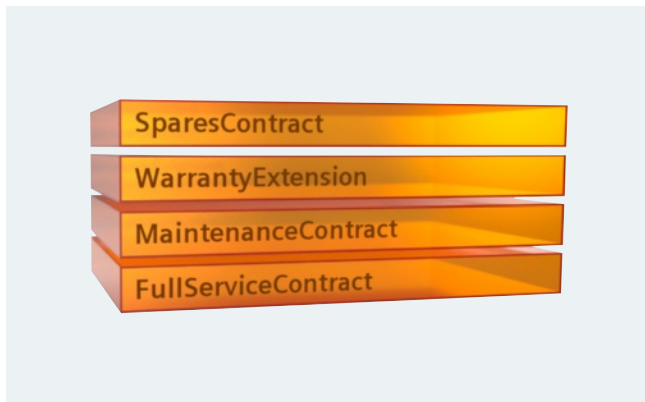 SparesContract
WarrantyExtension
MaintenanceContract
FullServiceContract